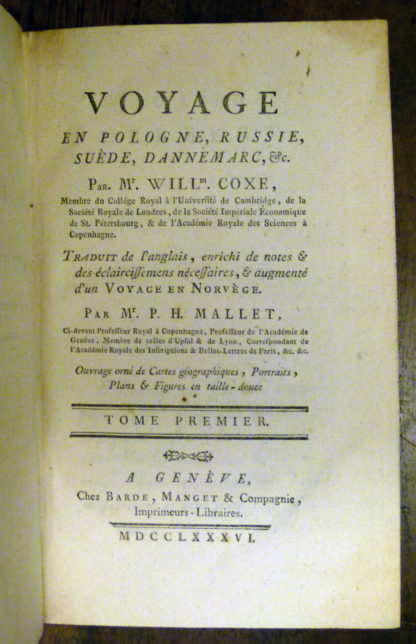 VOYAGE
EN POLOGNE, RUSSIE,
SUÈDE, DANNEMARC, &c.
PAR. Mr. WILLm. COXE,
Membre du Collége Royal à l'Université de Cambridge, de la
Société Royale de Londres, de la Société Impériale Économique
de St. Pétersbourg, & de l'Académie Royale des Sciences à
Copenhague.
TRADUIT de l'anglais, enrichi de notes &
des éclaircissemens nécessaires, & augmenté
d'un VOYAGE EN NORVÈGE.
PAR Mr. P. H. MALLET,
Ci-devant Professeur Royal à Copenhague, Professeur de l'Académie de
Genêve, Membre de celles d'Upsal & de Lyon, Correspondant de
l'Académie Royale des Inscriptions & Belles-Lettres de Paris, &c. &c.
Ouvrage orné de Cartes géographiques, Portraits,
Plans & Figures en taille-douce
TOME PREMIER.
A GENÈVE,
Chez BARDE, MANGET & Compagnie,
Imprimeurs-Libraires.
MDCCLXXXVI.